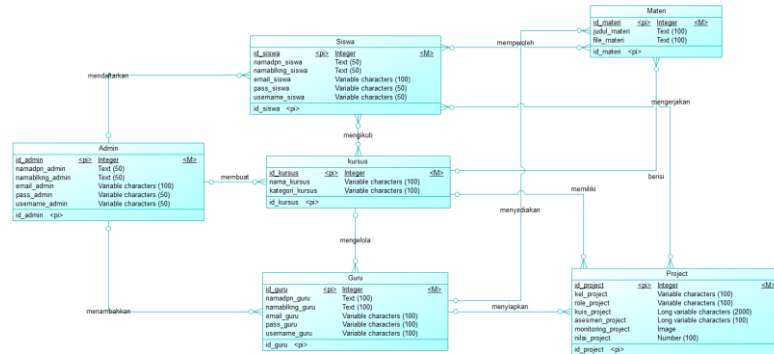 Materi
id_materi <pi> Integer <M>
judul_materi Text (100)
file_materi Text (100)
id_materi <pi>
Siswa
id_siswa <pi> Integer <M>
namadpn_siswa Text (50)
namablkng_siswa Text (50)
email_siswa Variable characters (100)
pass_siswa Variable characters (50)
username_siswa Variable characters (50)
id_siswa <pi>
memperoleh
mendaftarkan
mengerjakan
mengikuti
Admin
id_admin <pi> Integer <M>
namadpn_admin Text (50)
namablkng_admin Text (50)
email_admin Variable characters (100)
pass_admin Variable characters (50)
username_admin Variable characters (50)
id_admin <pi>
membuat
kursus
id_kursus <pi> Integer <M>
nama_kursus Variable characters (100)
kategori_kursus Variable characters (100)
id_kursus <pi>
berisi
memiliki
menyediakan
mengelola
Guru
id_guru <pi> Integer <M>
namadpn_guru Text (100)
namablkng_guru Text (100)
email_guru Variable characters (100)
pass_guru Variable characters (100)
username_guru Variable characters (100)
id_guru <pi>
menambahkan
menyiapkan
Project
id_project <pi> Integer <M>
kel_project Variable characters (100)
role_project Variable characters (100)
kuis_project Long variable characters (2000)
asesmen_project Long variable characters (100)
monitoring_project Image
nilai_project Number (100)
id_project <pi>